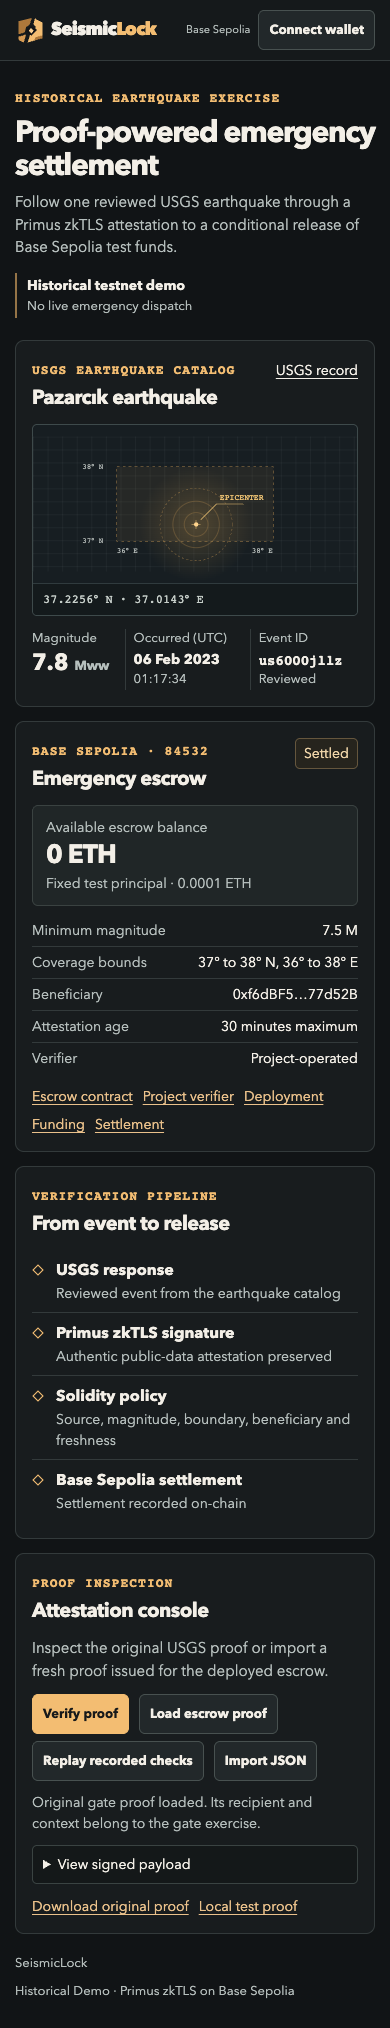 SeismicLock
Base Sepolia
Connect wallet
HISTORICAL EARTHQUAKE EXERCISE
Proof-powered emergency
settlement
Follow one reviewed USGS earthquake through a
Primus zkTLS attestation to a conditional release of
Base Sepolia test funds.
Historical testnet demo
No live emergency dispatch
USGS EARTHQUAKE CATALOG
USGS record
Pazarcık earthquake
38° N
EPICENTER
37° N
36° E
38° E
37.2256° N • 37.0143° E
Magnitude
7.8 Mww
Occurred (UTC)
06 Feb 2023
01:17:34
Event ID
us6000jllz
Reviewed
BASE SEPOLIA · 84532
Settled
Emergency escrow
Available escrow balance
0 ETH
Fixed test principal · 0.0001 ETH
Minimum magnitude 7.5 M
Coverage bounds 37° to 38° N, 36° to 38° E
Beneficiary 0xf6dBF5...77d52B
Attestation age 30 minutes maximum
Verifier Project-operated
Escrow contract Project verifier Deployment
Funding Settlement
VERIFICATION PIPELINE
From event to release
USGS response
Reviewed event from the earthquake catalog
Primus zkTLS signature
Authentic public-data attestation preserved
Solidity policy
Source, magnitude, boundary, beneficiary and
freshness
Base Sepolia settlement
Settlement recorded on-chain
PROOF INSPECTION
Attestation console
Inspect the original USGS proof or import a
fresh proof issued for the deployed escrow.
Verify proof Load escrow proof
Replay recorded checks Import JSON
Original gate proof loaded. Its recipient and
context belong to the gate exercise.
View signed payload
Download original proof Local test proof
SeismicLock
Historical Demo · Primus zkTLS on Base Sepolia